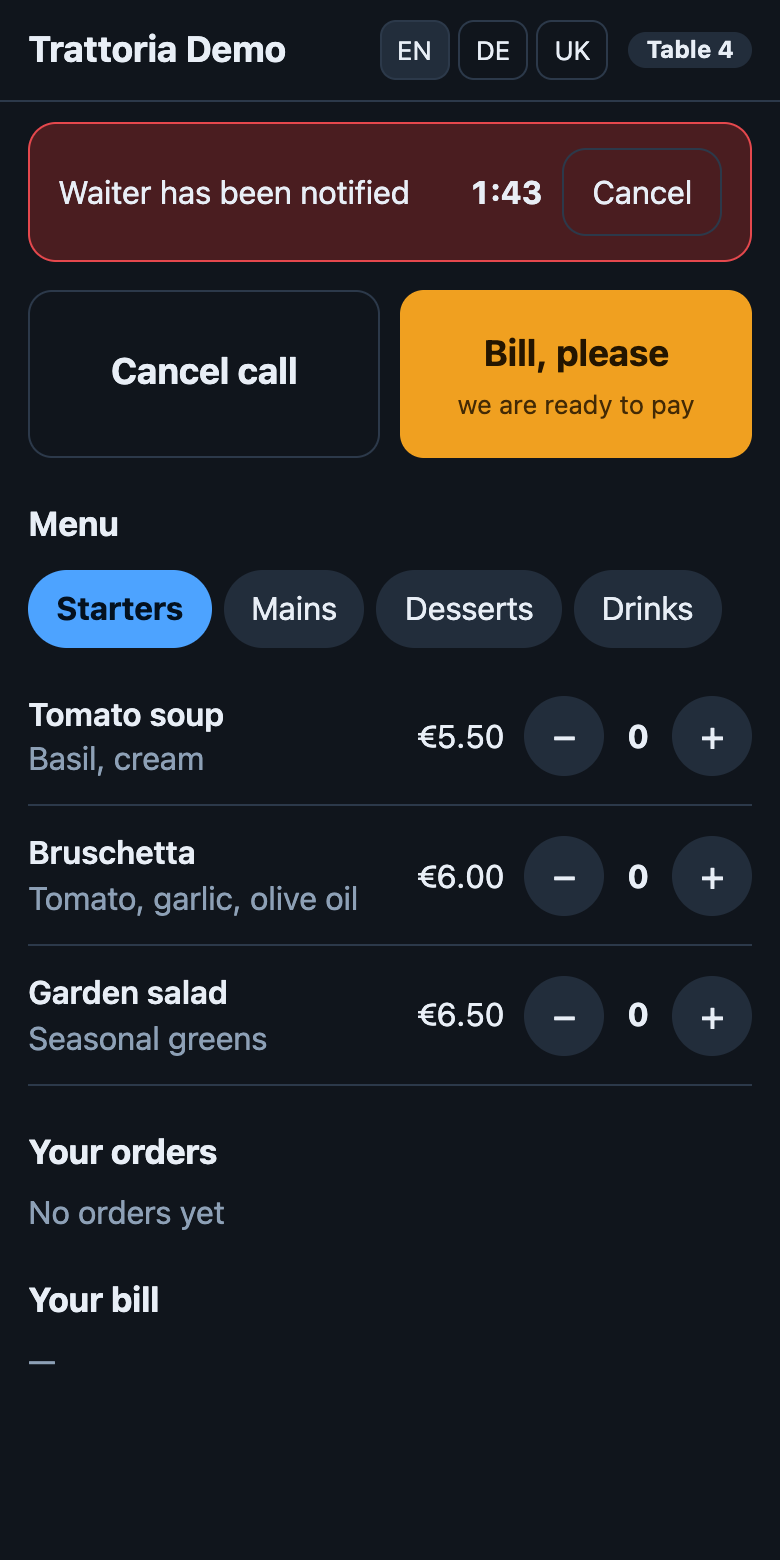 Trattoria Demo
EN DE UK Table 4
Waiter has been notified 1:43 Cancel
Cancel call
Bill, please
we are ready to pay
Menu
Starters Mains Desserts Drinks
Tomato soup
Basil, cream
€5.50 − 0 +
Bruschetta
Tomato, garlic, olive oil
€6.00 − 0 +
Garden salad
Seasonal greens
€6.50 − 0 +
Your orders
No orders yet
Your bill
—